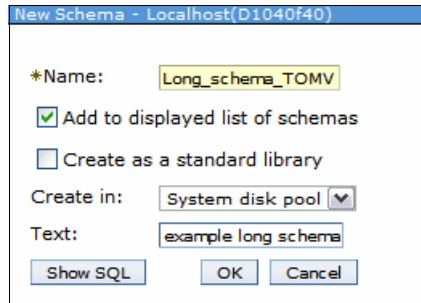 New Schema - Localhost(D1040f40)
*Name: Long_schema_TOMV
Add to displayed list of schemas
Create as a standard library
Create in: System disk pool
Text: example long schema
Show SQL OK Cancel